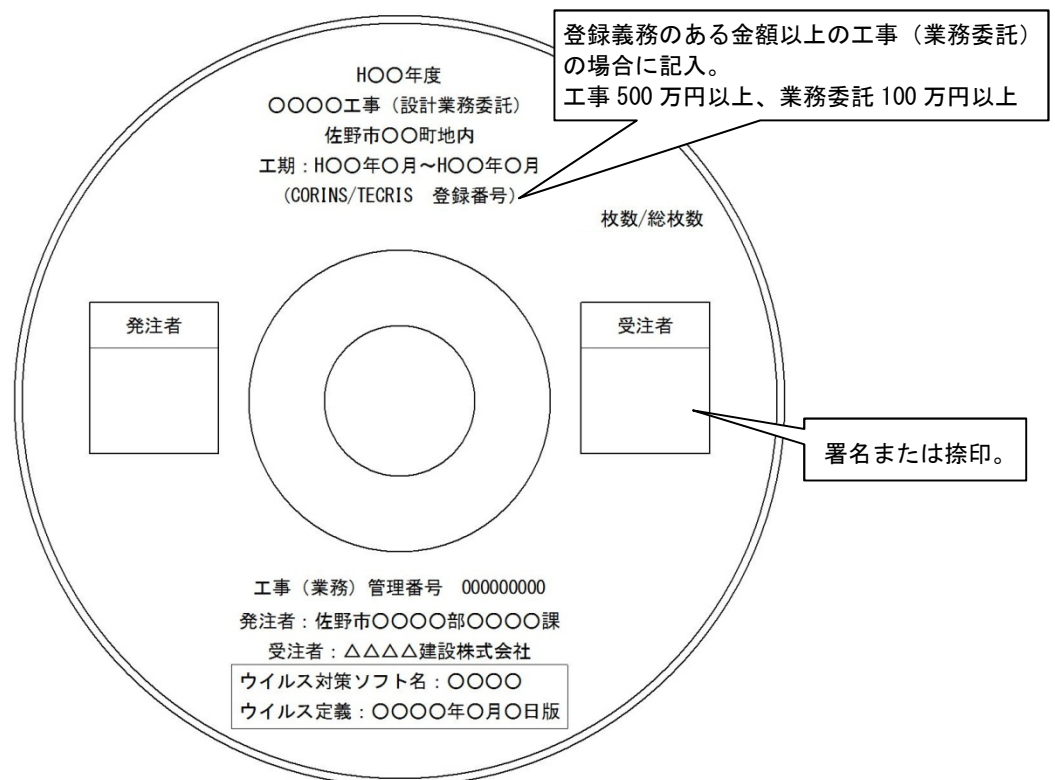 登録義務のある金額以上の工事（業務委託）
の場合に記入。
工事 500 万円以上、業務委託 100 万円以上
H〇〇年度
〇〇〇〇工事（設計業務委託）
佐野市〇〇町地内
工期：H〇〇年〇月～H〇〇年〇月
（CORINS/TECRIS　登録番号）
枚数/総枚数
発注者
受注者
署名または捺印。
工事（業務）管理番号　000000000
発注者：佐野市〇〇〇〇部〇〇〇〇課
受注者：△△△△建設株式会社
ウイルス対策ソフト名：〇〇〇〇
ウイルス定義：〇〇〇〇年〇月〇日版